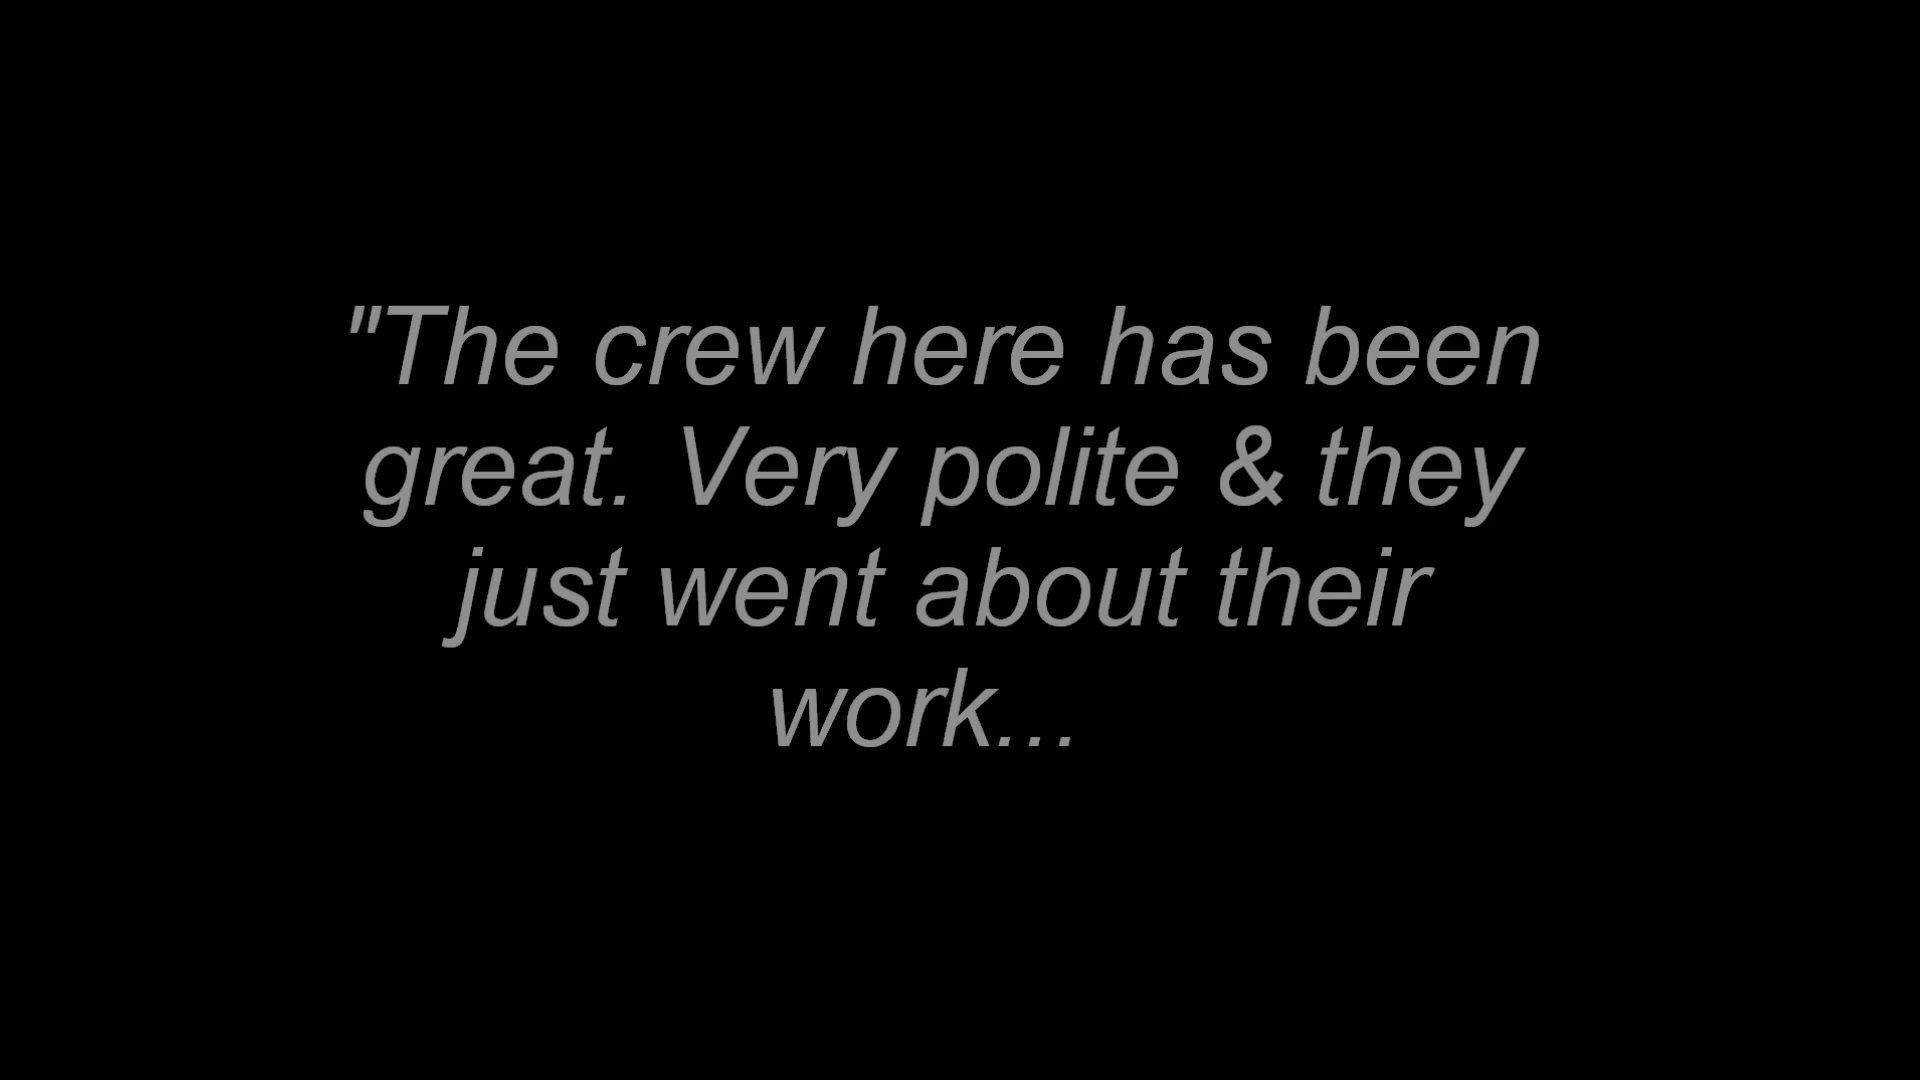 "The crew here has been
great. Very polite & they
just went about their
work...